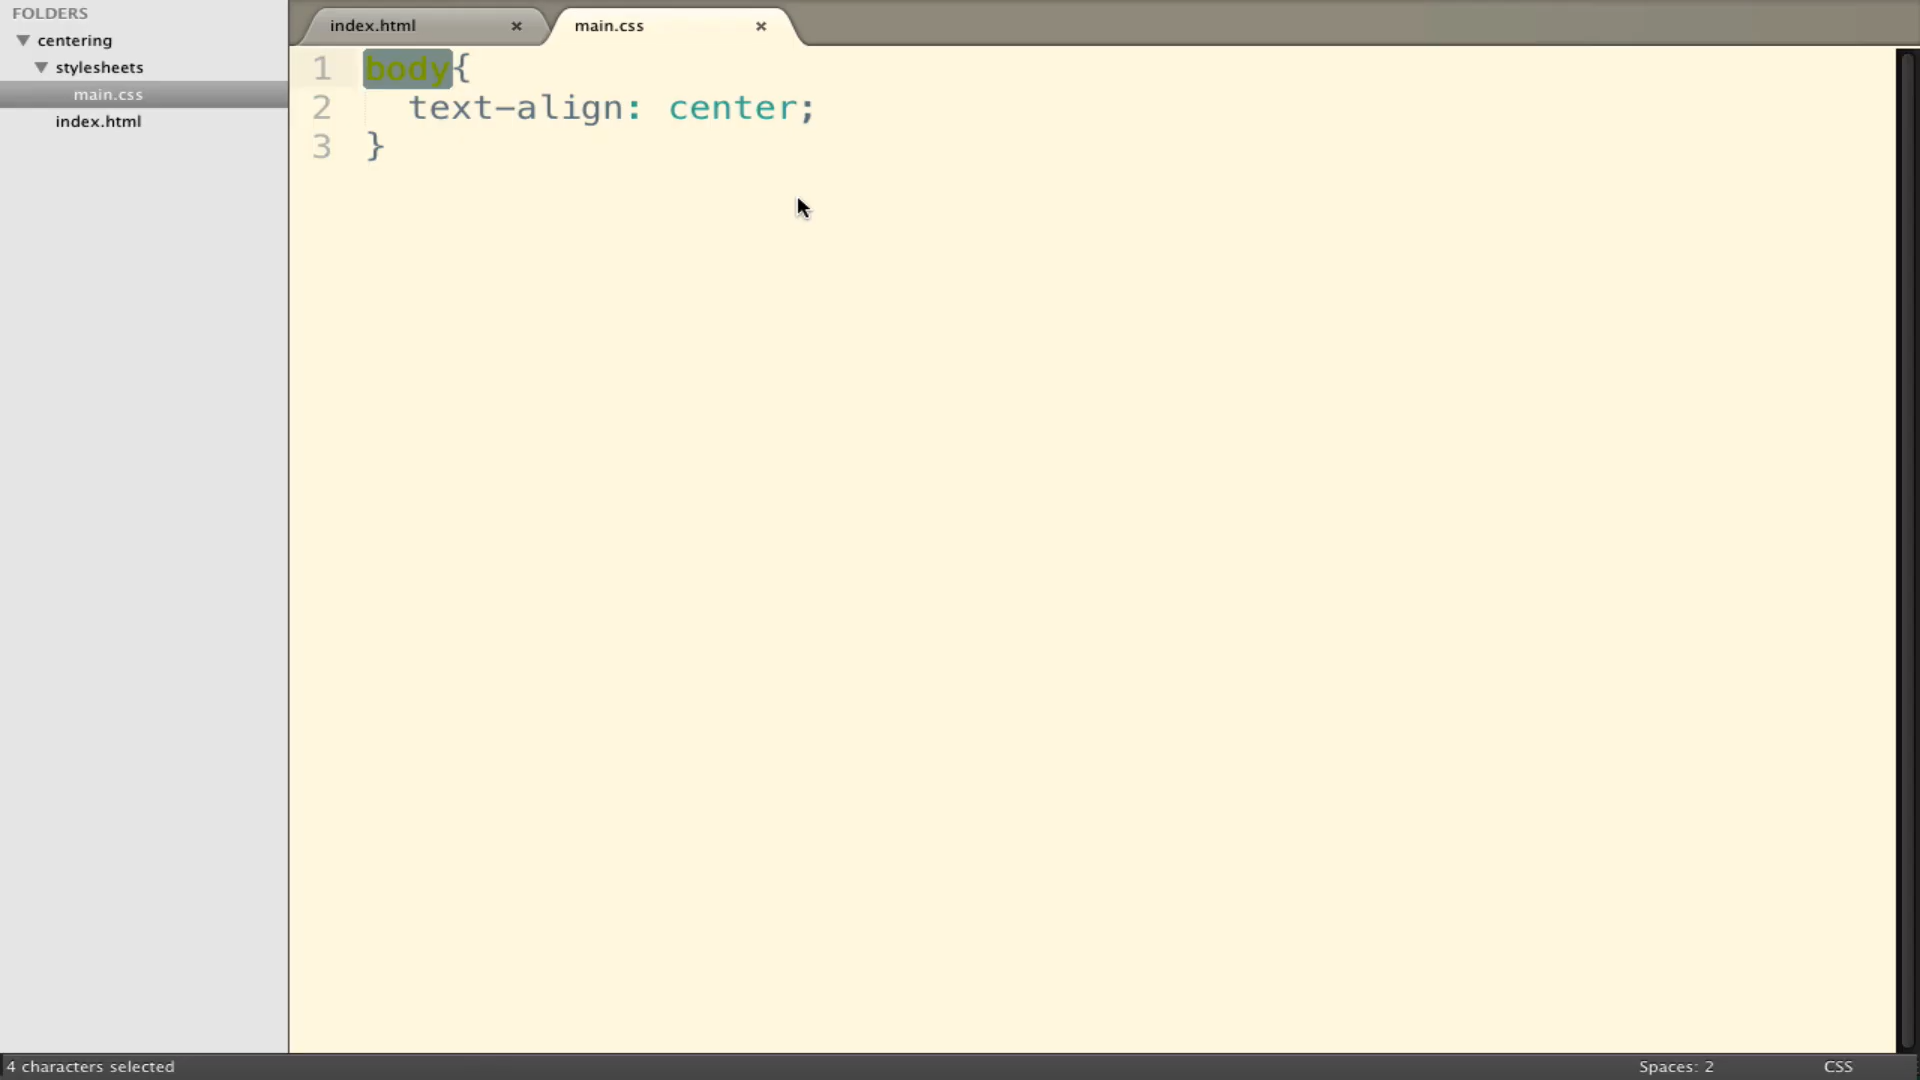 FOLDERS
centering
stylesheets
main.css
index.html
index.html ×
main.css ×
1 body{
2   text-align: center;
3 }
4 characters selected
Spaces: 2
CSS